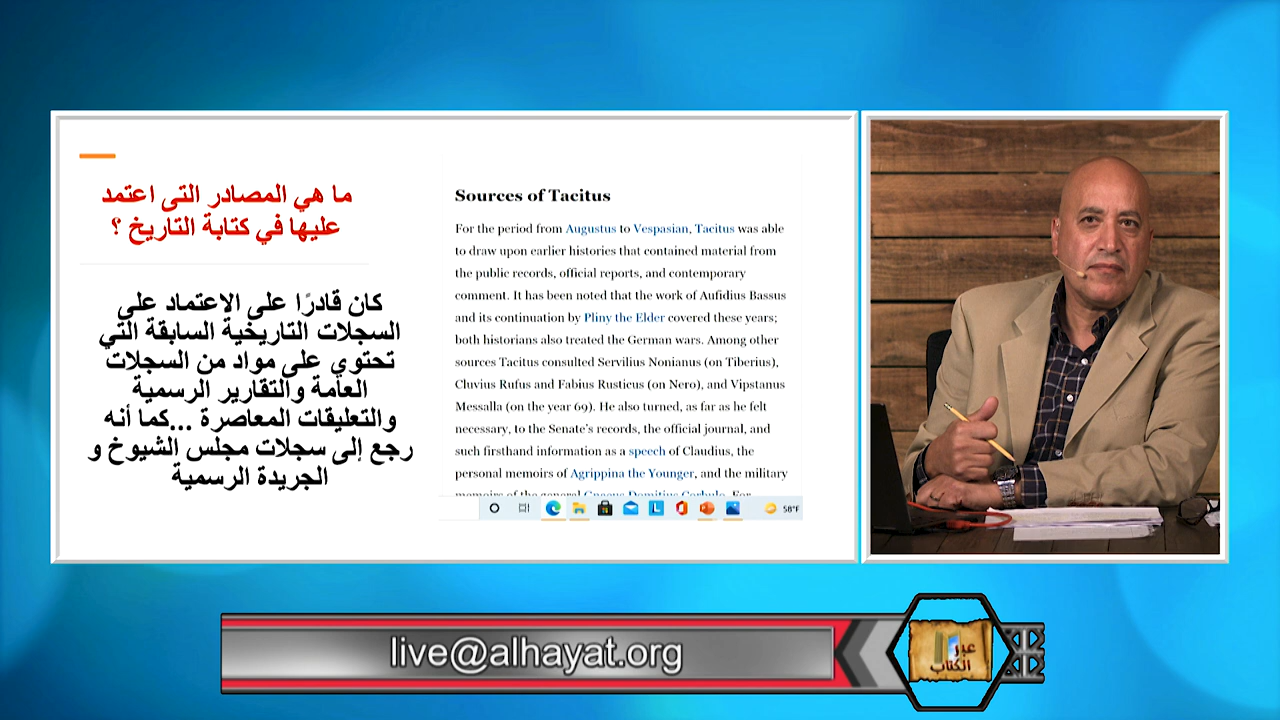 ما هي المصادر التى اعتمد
عليها في كتابة التاريخ ؟
كان قادرًا على الاعتماد على
السجلات التاريخية السابقة التي
تحتوي على مواد من السجلات
العامة والتقارير الرسمية
والتعليقات المعاصرة ...كما أنه
رجع إلى سجلات مجلس الشيوخ و
الجريدة الرسمية
Sources of Tacitus
For the period from Augustus to Vespasian, Tacitus was able
to draw upon earlier histories that contained material from
the public records, official reports, and contemporary
comment. It has been noted that the work of Aufidius Bassus
and its continuation by Pliny the Elder covered these years;
both historians also treated the German wars. Among other
sources Tacitus consulted Servilius Nonianus (on Tiberius),
Cluvius Rufus and Fabius Rusticus (on Nero), and Vipstanus
Messalla (on the year 69). He also turned, as far as he felt
necessary, to the Senate's records, the official journal, and
such firsthand information as a speech of Claudius, the
personal memoirs of Agrippina the Younger, and the military
memoirs of the general Gnaeus Domitius Corbulo. For
58°F
live@alhayat.org
عبر
الكتاب